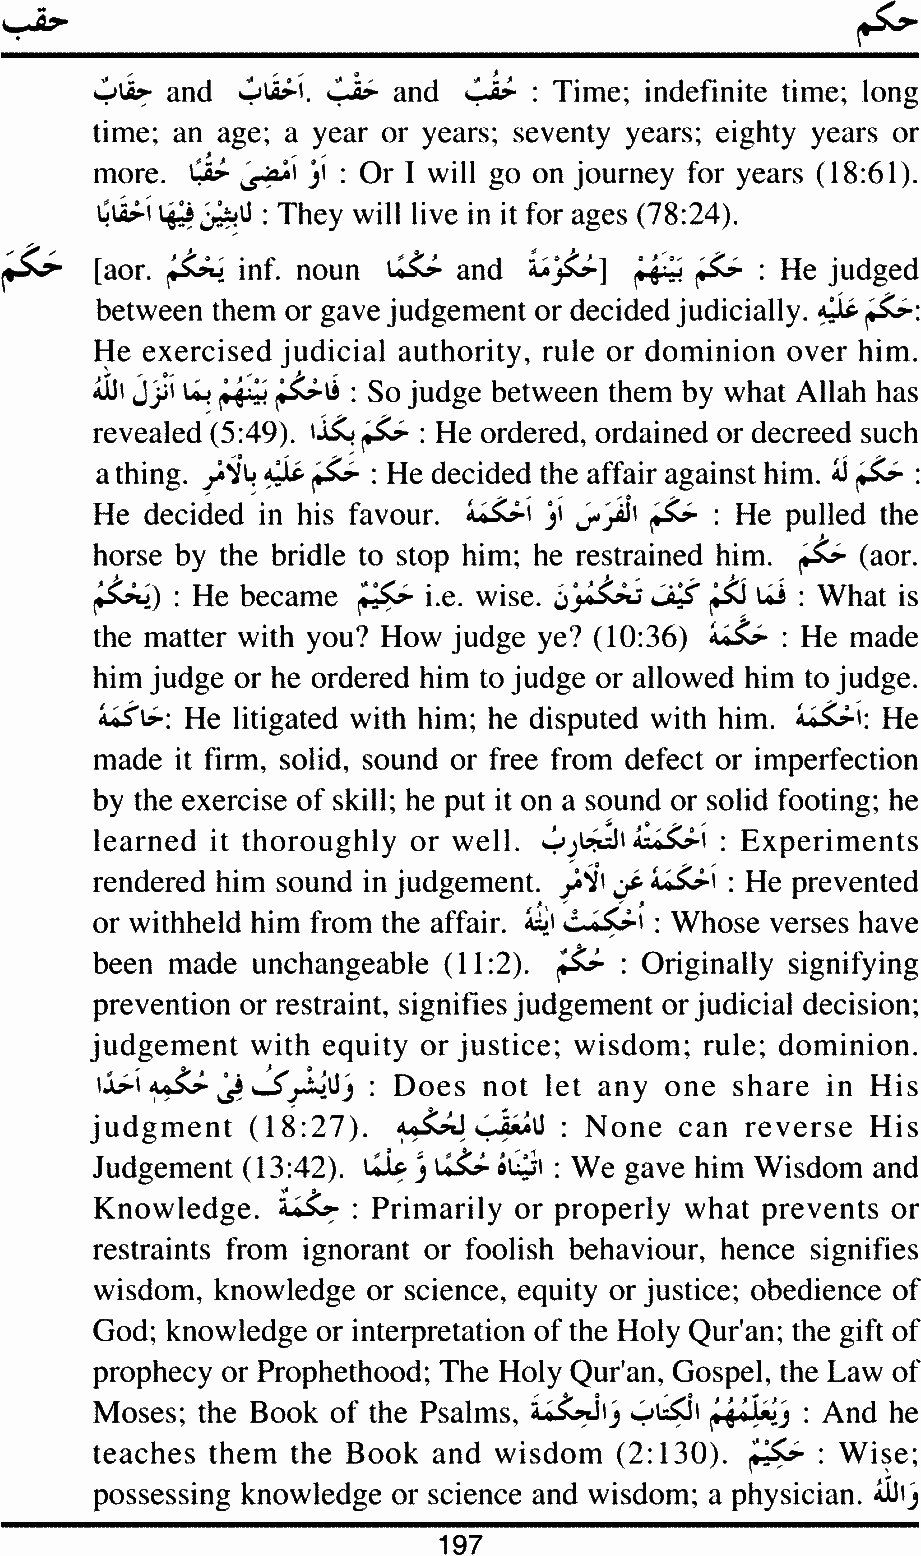 حقب حكم
حِقَابٌ and اَحْقَابٌ. حَقْبٌ and حُقُبٌ : Time; indefinite time; long
time; an age; a year or years; seventy years; eighty years or
more. اَوْ اَمْضِىَ حُقُبًا : Or I will go on journey for years (18:61).
لٰبِثِيْنَ فِيْهَا اَحْقَابًا : They will live in it for ages (78:24).
حَكَمَ [aor. يَحْكُمُ inf. noun حُكْمًا and حُكُوْمَةً] حَكَمَ بَيْنَهُمْ : He judged
between them or gave judgement or decided judicially. حَكَمَ عَلَيْهِ:
He exercised judicial authority, rule or dominion over him.
فَاحْكُمْ بَيْنَهُمْ بِمَا اَنْزَلَ اللّٰهُ : So judge between them by what Allah has
revealed (5:49). حَكَمَ بِكَذَا : He ordered, ordained or decreed such
a thing. حَكَمَ عَلَيْهِ بِالْاَمْرِ : He decided the affair against him. حَكَمَ لَهُ :
He decided in his favour. حَكَمَ الْفَرَسَ اَوْ اَحْكَمَهُ : He pulled the
horse by the bridle to stop him; he restrained him. حَكُمَ (aor.
يَحْكُمُ) : He became حَكِيْمٌ i.e. wise. فَمَا لَكُمْ كَيْفَ تَحْكُمُوْنَ : What is
the matter with you? How judge ye? (10:36) حَكَّمَهُ : He made
him judge or he ordered him to judge or allowed him to judge.
حَاكَمَهُ: He litigated with him; he disputed with him. اَحْكَمَهُ: He
made it firm, solid, sound or free from defect or imperfection
by the exercise of skill; he put it on a sound or solid footing; he
learned it thoroughly or well. اَحْكَمَتْهُ التَّجَارِبُ : Experiments
rendered him sound in judgement. اَحْكَمَهُ عَنِ الْاَمْرِ : He prevented
or withheld him from the affair. اُحْكِمَتْ اٰيٰتُهُ : Whose verses have
been made unchangeable (11:2). حُكْمٌ : Originally signifying
prevention or restraint, signifies judgement or judicial decision;
judgement with equity or justice; wisdom; rule; dominion.
وَلَايُشْرِكُ فِىْ حُكْمِهٖ اَحَدًا : Does not let any one share in His
judgment (18:27). لَامُعَقِّبَ لِحُكْمِهٖ : None can reverse His
Judgement (13:42). اٰتَيْنَاهُ حُكْمًا وَّ عِلْمًا : We gave him Wisdom and
Knowledge. حِكْمَةٌ : Primarily or properly what prevents or
restraints from ignorant or foolish behaviour, hence signifies
wisdom, knowledge or science, equity or justice; obedience of
God; knowledge or interpretation of the Holy Qur'an; the gift of
prophecy or Prophethood; The Holy Qur'an, Gospel, the Law of
Moses; the Book of the Psalms, وَيُعَلِّمُهُمُ الْكِتَابَ وَالْحِكْمَةَ : And he
teaches them the Book and wisdom (2:130). حَكِيْمٌ : Wise;
possessing knowledge or science and wisdom; a physician. وَاللّٰهُ
197